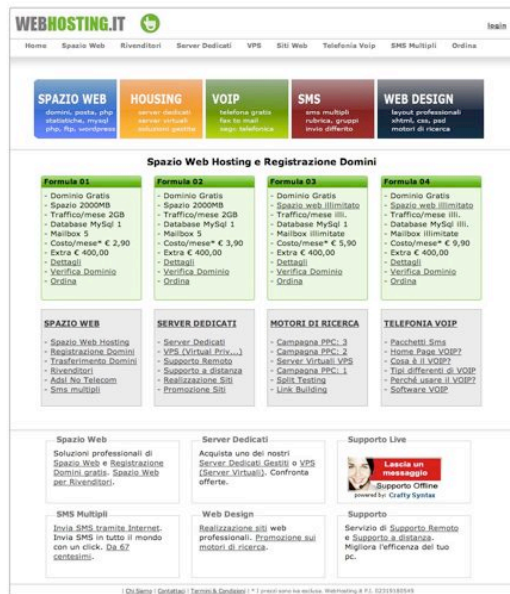 WEBHOSTING.IT
login
Home Spazio Web Rivenditori Server Dedicati VPS Siti Web Telefonia Voip SMS Multipli Ordina
SPAZIO WEB
domini, posta, php
statistiche, mysql
php, ftp, wordpress
HOUSING
server dedicati
server virtuali
soluzioni gestite
VOIP
telefona gratis
fax to mail
segr. telefonica
SMS
sms multipli
rubrica, gruppi
invio differito
WEB DESIGN
layout professionali
xhtml, css, psd
motori di ricerca
Spazio Web Hosting e Registrazione Domini
Formula 01
- Dominio Gratis
- Spazio 2000MB
- Traffico/mese 2GB
- Database MySql 1
- Mailbox 5
- Costo/mese* € 2,90
- Extra € 400,00
- Dettagli
- Verifica Dominio
- Ordina
Formula 02
- Dominio Gratis
- Spazio 2000MB
- Traffico/mese 2GB
- Database MySql 1
- Mailbox 5
- Costo/mese* € 3,90
- Extra € 400,00
- Dettagli
- Verifica Dominio
- Ordina
Formula 03
- Dominio Gratis
- Spazio web illimitato
- Traffico/mese illi.
- Database MySql 1
- Mailbox illimitate
- Costo/mese* € 5,90
- Extra € 400,00
- Dettagli
- Verifica Dominio
- Ordina
Formula 04
- Dominio Gratis
- Spazio web illimitato
- Traffico/mese illi.
- Database MySql illi.
- Mailbox illimitate
- Costo/mese* € 6,90
- Extra € 400,00
- Dettagli
- Verifica Dominio
- Ordina
SPAZIO WEB
- Spazio Web Hosting
- Registrazione Domini
- Trasferimento Domini
- Rivenditori
- Adsl No Telecom
- Sms multipli
SERVER DEDICATI
- Server Dedicati
- VPS (Virtual Priv...)
- Supporto Remoto
- Supporto a distanza
- Realizzazione Siti
- Promozione Siti
MOTORI DI RICERCA
- Campagna PPC: 3
- Campagna PPC: 2
- Server Virtuali VPS
- Campagna PPC: 1
- Split Testing
- Link Building
TELEFONIA VOIP
- Pacchetti Sms
- Home Page VOIP?
- Cosa è il VOIP?
- Tipi differenti di VOIP
- Perchè usare il VOIP?
- Software VOIP
Spazio Web
Soluzioni professionali di
Spazio Web e Registrazione
Domini gratis. Spazio Web
per Rivenditori.
Server Dedicati
Acquista uno dei nostri
Server Dedicati Gestiti o VPS
(Server Virtuali). Confronta
offerte.
Supporto Live
Lascia un
messaggio
Supporto Offline
powered by: Crafty Syntax
SMS Multipli
Invia SMS tramite Internet.
Invia SMS in tutto il mondo
con un click. Da 67
centesimi.
Web Design
Realizzazione siti web
professionali. Promozione sui
motori di ricerca.
Supporto
Servizio di Supporto Remoto
e Supporto a distanza.
Migliora l'efficenza del tuo
pc.
| Chi Siamo | Contattaci | Termini & Condizioni | * | prezzi sono iva esclusa. WebHosting.it P.I. 02319180545